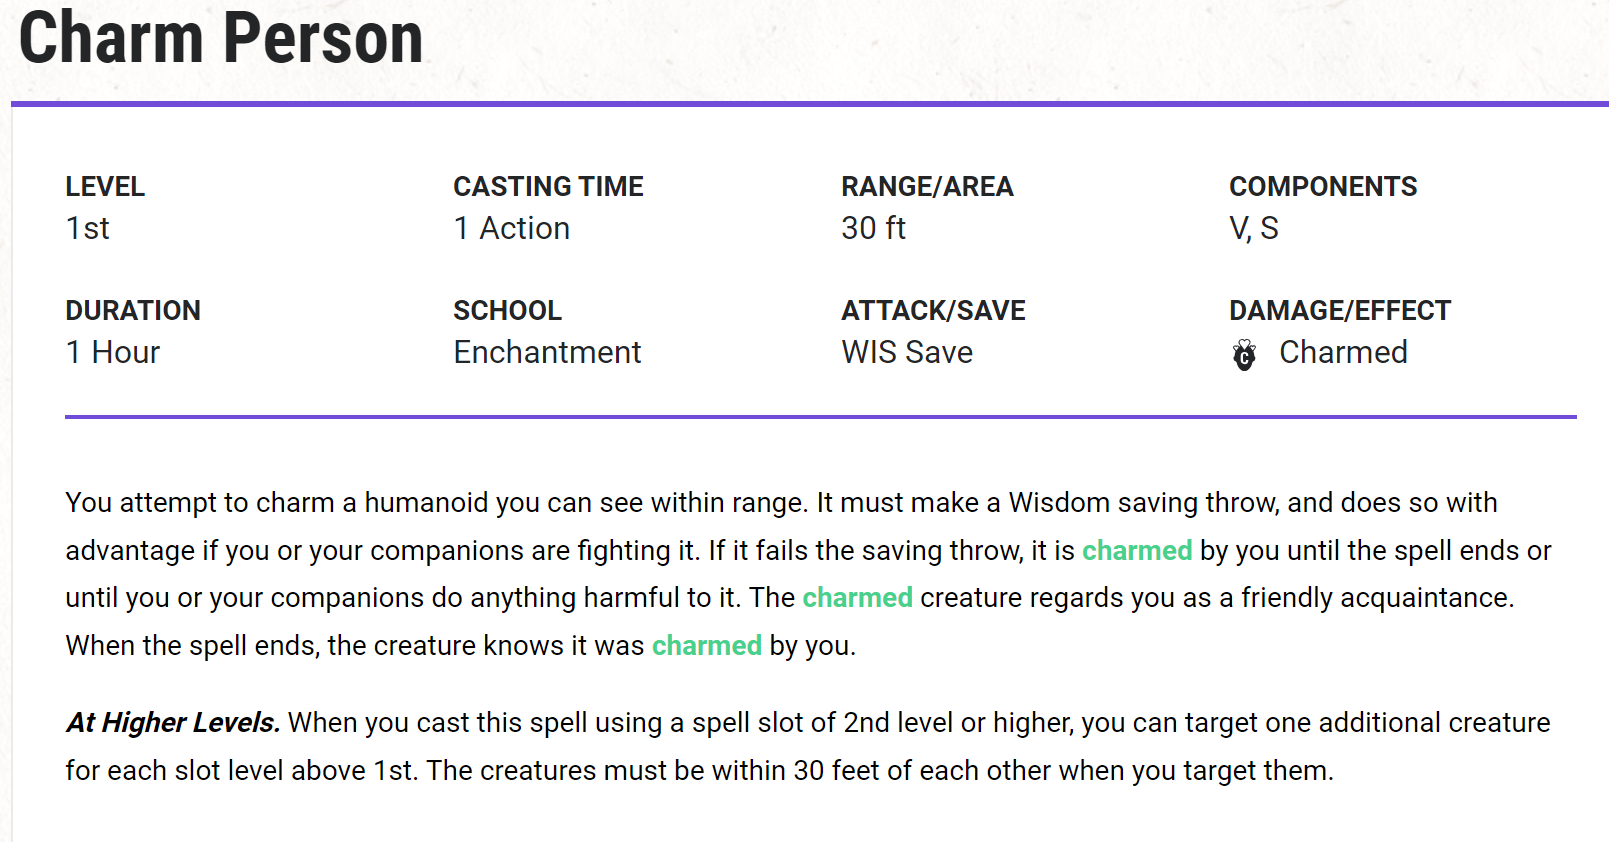 Charm Person
LEVEL
1st
CASTING TIME
1 Action
RANGE/AREA
30 ft
COMPONENTS
V, S
DURATION
1 Hour
SCHOOL
Enchantment
ATTACK/SAVE
WIS Save
DAMAGE/EFFECT
C Charmed
You attempt to charm a humanoid you can see within range. It must make a Wisdom saving throw, and does so with
advantage if you or your companions are fighting it. If it fails the saving throw, it is charmed by you until the spell ends or
until you or your companions do anything harmful to it. The charmed creature regards you as a friendly acquaintance.
When the spell ends, the creature knows it was charmed by you.
At Higher Levels. When you cast this spell using a spell slot of 2nd level or higher, you can target one additional creature
for each slot level above 1st. The creatures must be within 30 feet of each other when you target them.